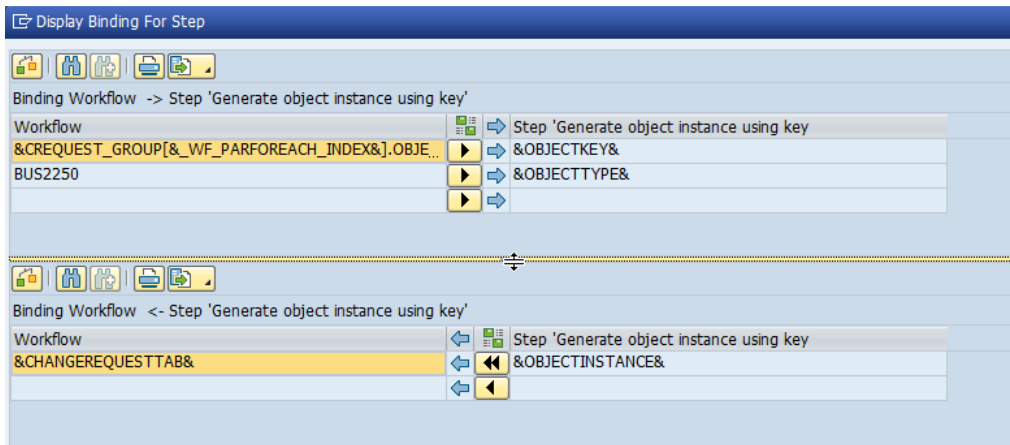 Display Binding For Step
Binding Workflow -> Step 'Generate object instance using key'
Workflow Step 'Generate object instance using key
&CREQUEST_GROUP[&_WF_PARFOREACH_INDEX&].OBJE... &OBJECTKEY&
BUS2250 &OBJECTTYPE&
Binding Workflow <- Step 'Generate object instance using key'
Workflow Step 'Generate object instance using key
&CHANGEREQUESTTAB& &OBJECTINSTANCE&